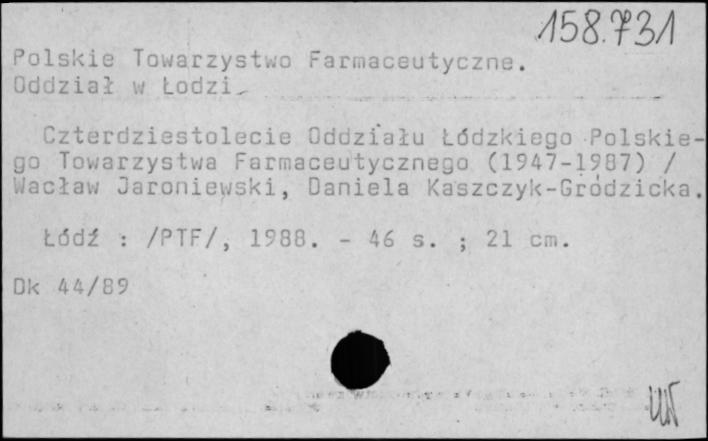 158.731
Polskie Towarzystwo Farmaceutyczne.
Oddział w Łodzi.
Czterdziestolecie Oddziału Łódzkiego Polskie-
go Towarzystwa Farmaceutycznego (1947-1987) /
Wacław Jaroniewski, Daniela Kaszczyk-Grodzicka.
Łódź : /PTF/, 1988. - 46 s. ; 21 cm.
Dk 44/89